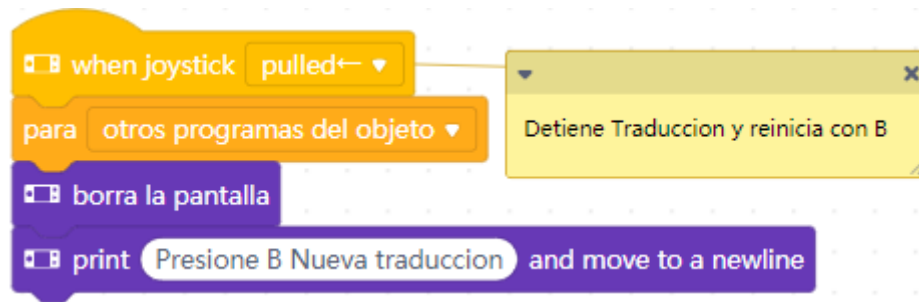 when joystick pulled←
para otros programas del objeto
Detiene Traduccion y reinicia con B
borra la pantalla
print Presione B Nueva traduccion and move to a newline